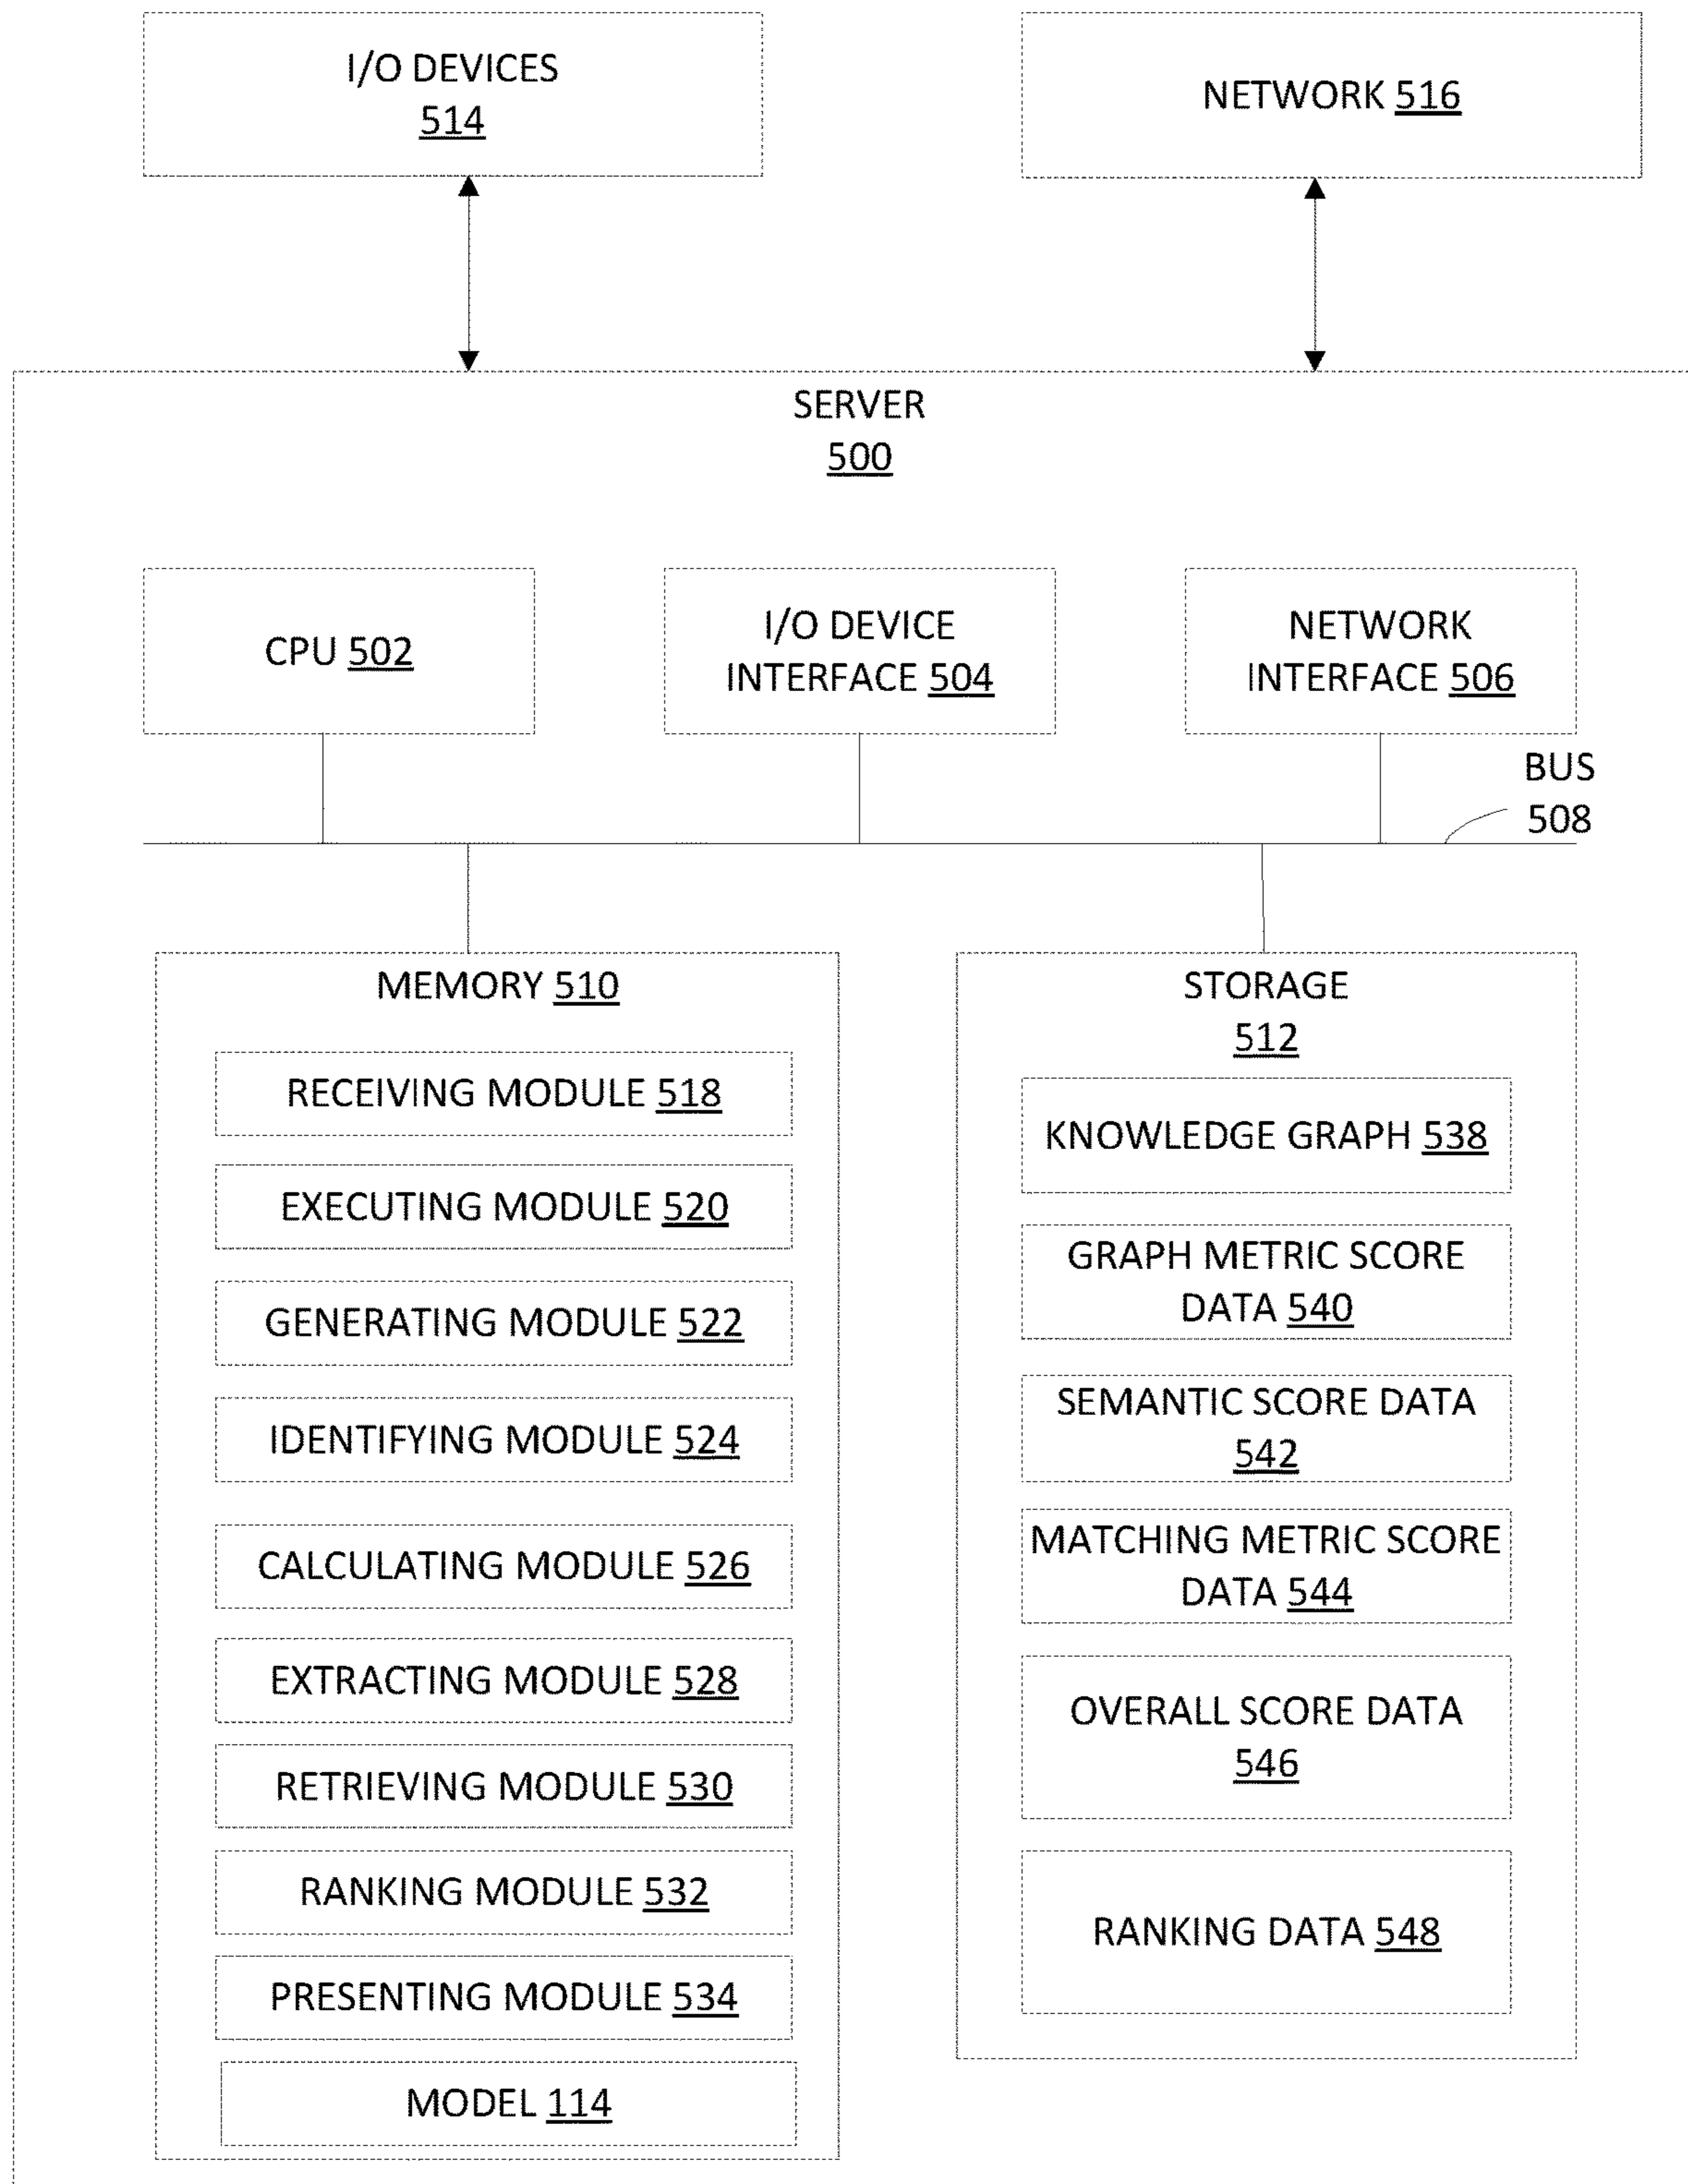 I/O DEVICES
514
NETWORK 516
SERVER
500
CPU 502
I/O DEVICE
INTERFACE 504
NETWORK
INTERFACE 506
BUS
508
MEMORY 510
RECEIVING MODULE 518
EXECUTING MODULE 520
GENERATING MODULE 522
IDENTIFYING MODULE 524
CALCULATING MODULE 526
EXTRACTING MODULE 528
RETRIEVING MODULE 530
RANKING MODULE 532
PRESENTING MODULE 534
MODEL 114
STORAGE
512
KNOWLEDGE GRAPH 538
GRAPH METRIC SCORE
DATA 540
SEMANTIC SCORE DATA
542
MATCHING METRIC SCORE
DATA 544
OVERALL SCORE DATA
546
RANKING DATA 548